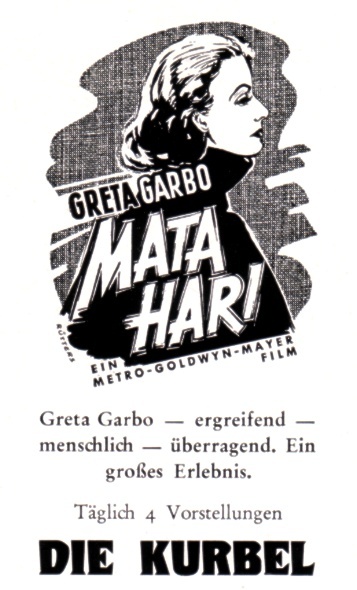 GRETA GARBO
MATA
HARI
RÜTTERS
EIN
METRO-GOLDWYN-MAYER
FILM
Greta Garbo — ergreifend —
menschlich — überragend. Ein
großes Erlebnis.
Täglich 4 Vorstellungen
DIE KURBEL